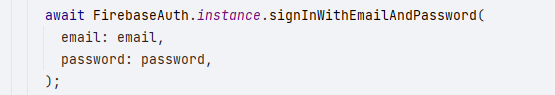 await FirebaseAuth.instance.signInWithEmailAndPassword(
  email: email,
  password: password,
);